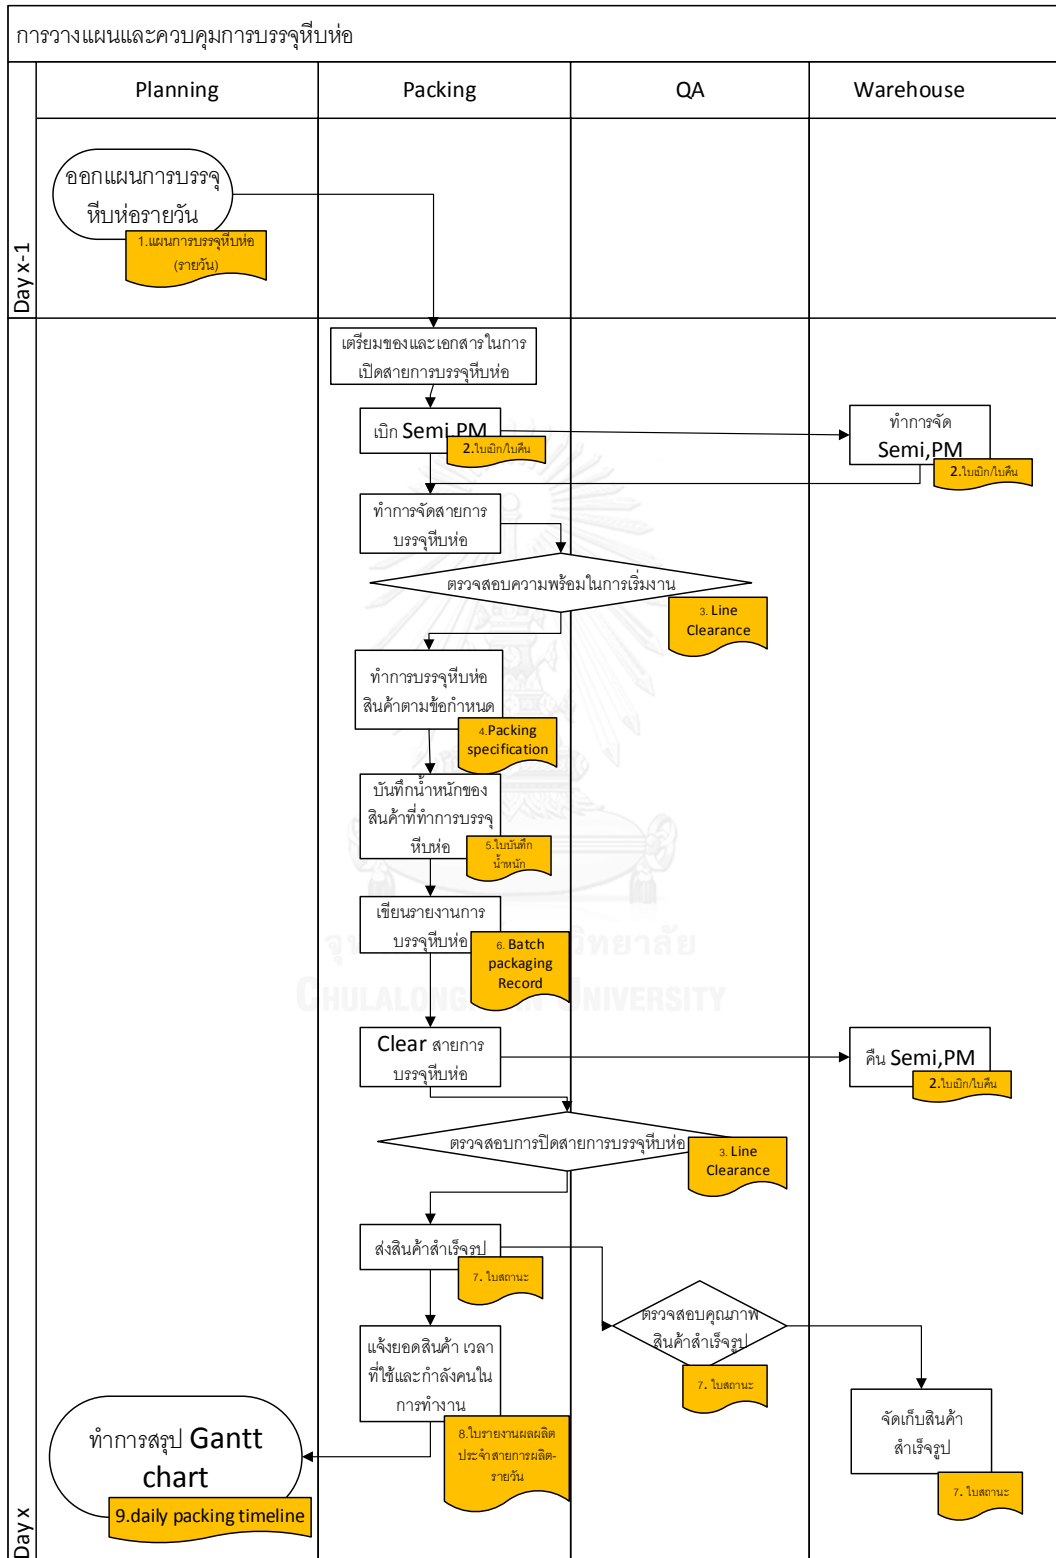 การวางแผนและควบคุมการบรรจุหีบห่อ
Planning
Packing
QA
Warehouse
Day x-1
ออกแผนการบรรจุ
หีบห่อรายวัน
1.แผนการบรรจุหีบห่อ
(รายวัน)
Day x
เตรียมของและเอกสารในการ
เปิดสายการบรรจุหีบห่อ
เบิก Semi,PM
2.ใบเบิก/ใบคืน
ทำการจัด
Semi,PM
2.ใบเบิก/ใบคืน
ทำการจัดสายการ
บรรจุหีบห่อ
ตรวจสอบความพร้อมในการเริ่มงาน
3. Line
Clearance
ทำการบรรจุหีบห่อ
สินค้าตามข้อกำหนด
4.Packing
specification
บันทึกน้ำหนักของ
สินค้าที่ทำการบรรจุ
หีบห่อ
5.ใบบันทึก
น้ำหนัก
เขียนรายงานการ
บรรจุหีบห่อ
6. Batch
packaging
Record
CHULALONG UNIVERSITY
Clear สายการ
บรรจุหีบห่อ
คืน Semi,PM
2.ใบเบิก/ใบคืน
ตรวจสอบการปิดสายการบรรจุหีบห่อ
3. Line
Clearance
ส่งสินค้าสำเร็จรูป
7. ใบสถานะ
ตรวจสอบคุณภาพ
สินค้าสำเร็จรูป
7. ใบสถานะ
แจ้งยอดสินค้า เวลา
ที่ใช้และกำลังคนใน
การทำงาน
8.ใบรายงานผลผลิต
ประจำสายการผลิต-
รายวัน
จัดเก็บสินค้า
สำเร็จรูป
7. ใบสถานะ
ทำการสรุป Gantt
chart
9.daily packing timeline